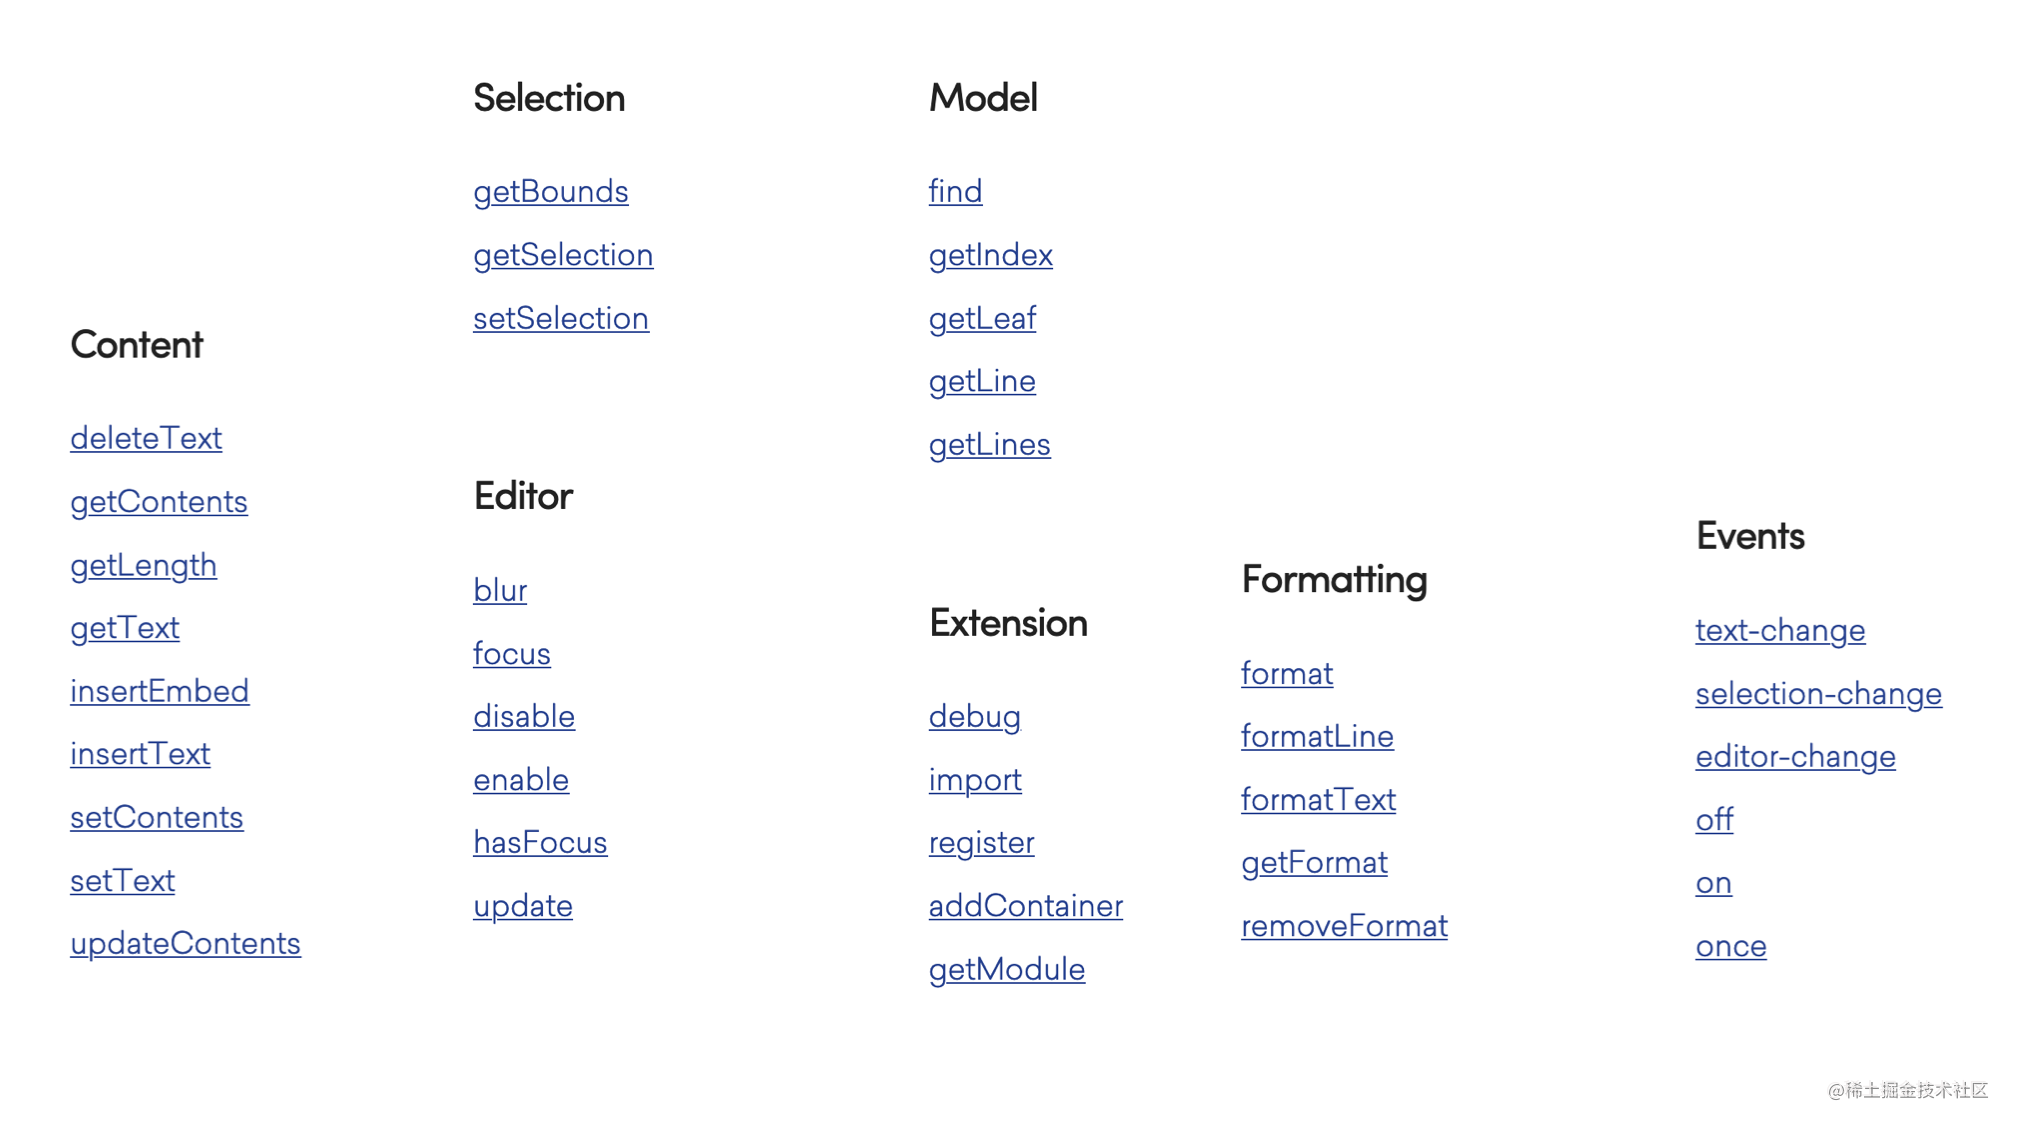 Content
deleteText
getContents
getLength
getText
insertEmbed
insertText
setContents
setText
updateContents
Selection
getBounds
getSelection
setSelection
Editor
blur
focus
disable
enable
hasFocus
update
Model
find
getIndex
getLeaf
getLine
getLines
Extension
debug
import
register
addContainer
getModule
Formatting
format
formatLine
formatText
getFormat
removeFormat
Events
text-change
selection-change
editor-change
off
on
once
@稀土掘金技术社区